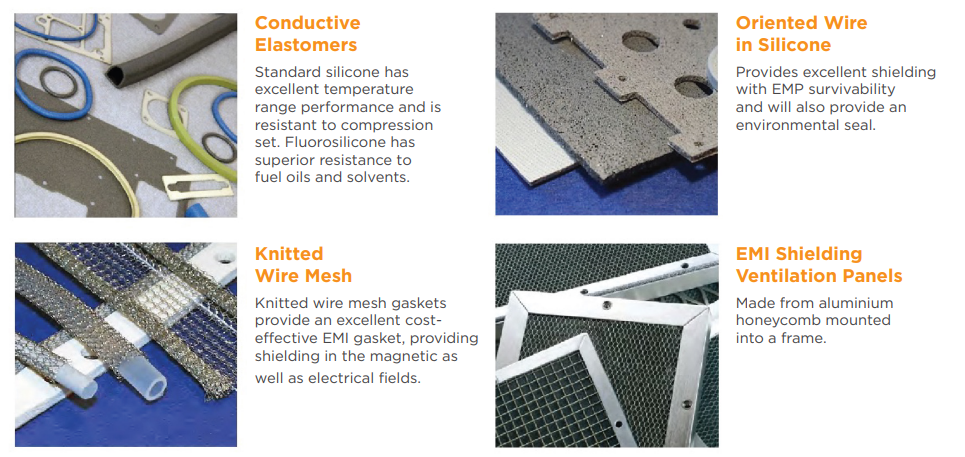 Conductive
Elastomers
Standard silicone has
excellent temperature
range performance and is
resistant to compression
set. Fluorosilicone has
superior resistance to
fuel oils and solvents.
Oriented Wire
in Silicone
Provides excellent shielding
with EMP survivability
and will also provide an
environmental seal.
Knitted
Wire Mesh
Knitted wire mesh gaskets
provide an excellent cost-
effective EMI gasket, providing
shielding in the magnetic as
well as electrical fields.
EMI Shielding
Ventilation Panels
Made from aluminium
honeycomb mounted
into a frame.